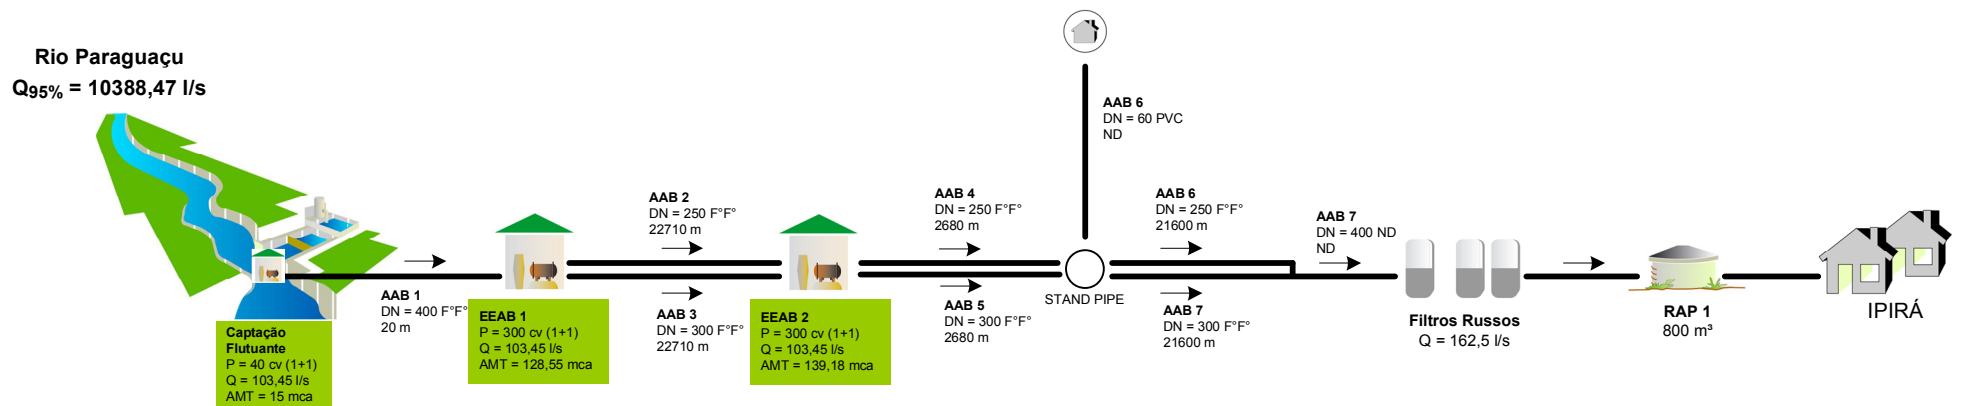 Rio Paraguaçu
Q95% = 10388,47 l/s
Captação
Flutuante
P = 40 cv (1+1)
Q = 103,45 l/s
AMT = 15 mca
AAB 1
DN = 400 F°F°
20 m
EEAB 1
P = 300 cv (1+1)
Q = 103,45 l/s
AMT = 128,55 mca
AAB 2
DN = 250 F°F°
22710 m
AAB 3
DN = 300 F°F°
22710 m
EEAB 2
P = 300 cv (1+1)
Q = 103,45 l/s
AMT = 139,18 mca
AAB 4
DN = 250 F°F°
2680 m
AAB 5
DN = 300 F°F°
2680 m
AAB 6
DN = 60 PVC
ND
STAND PIPE
AAB 6
DN = 250 F°F°
21600 m
AAB 7
DN = 300 F°F°
21600 m
AAB 7
DN = 400 ND
ND
Filtros Russos
Q = 162,5 l/s
RAP 1
800 m³
IPIRÁ